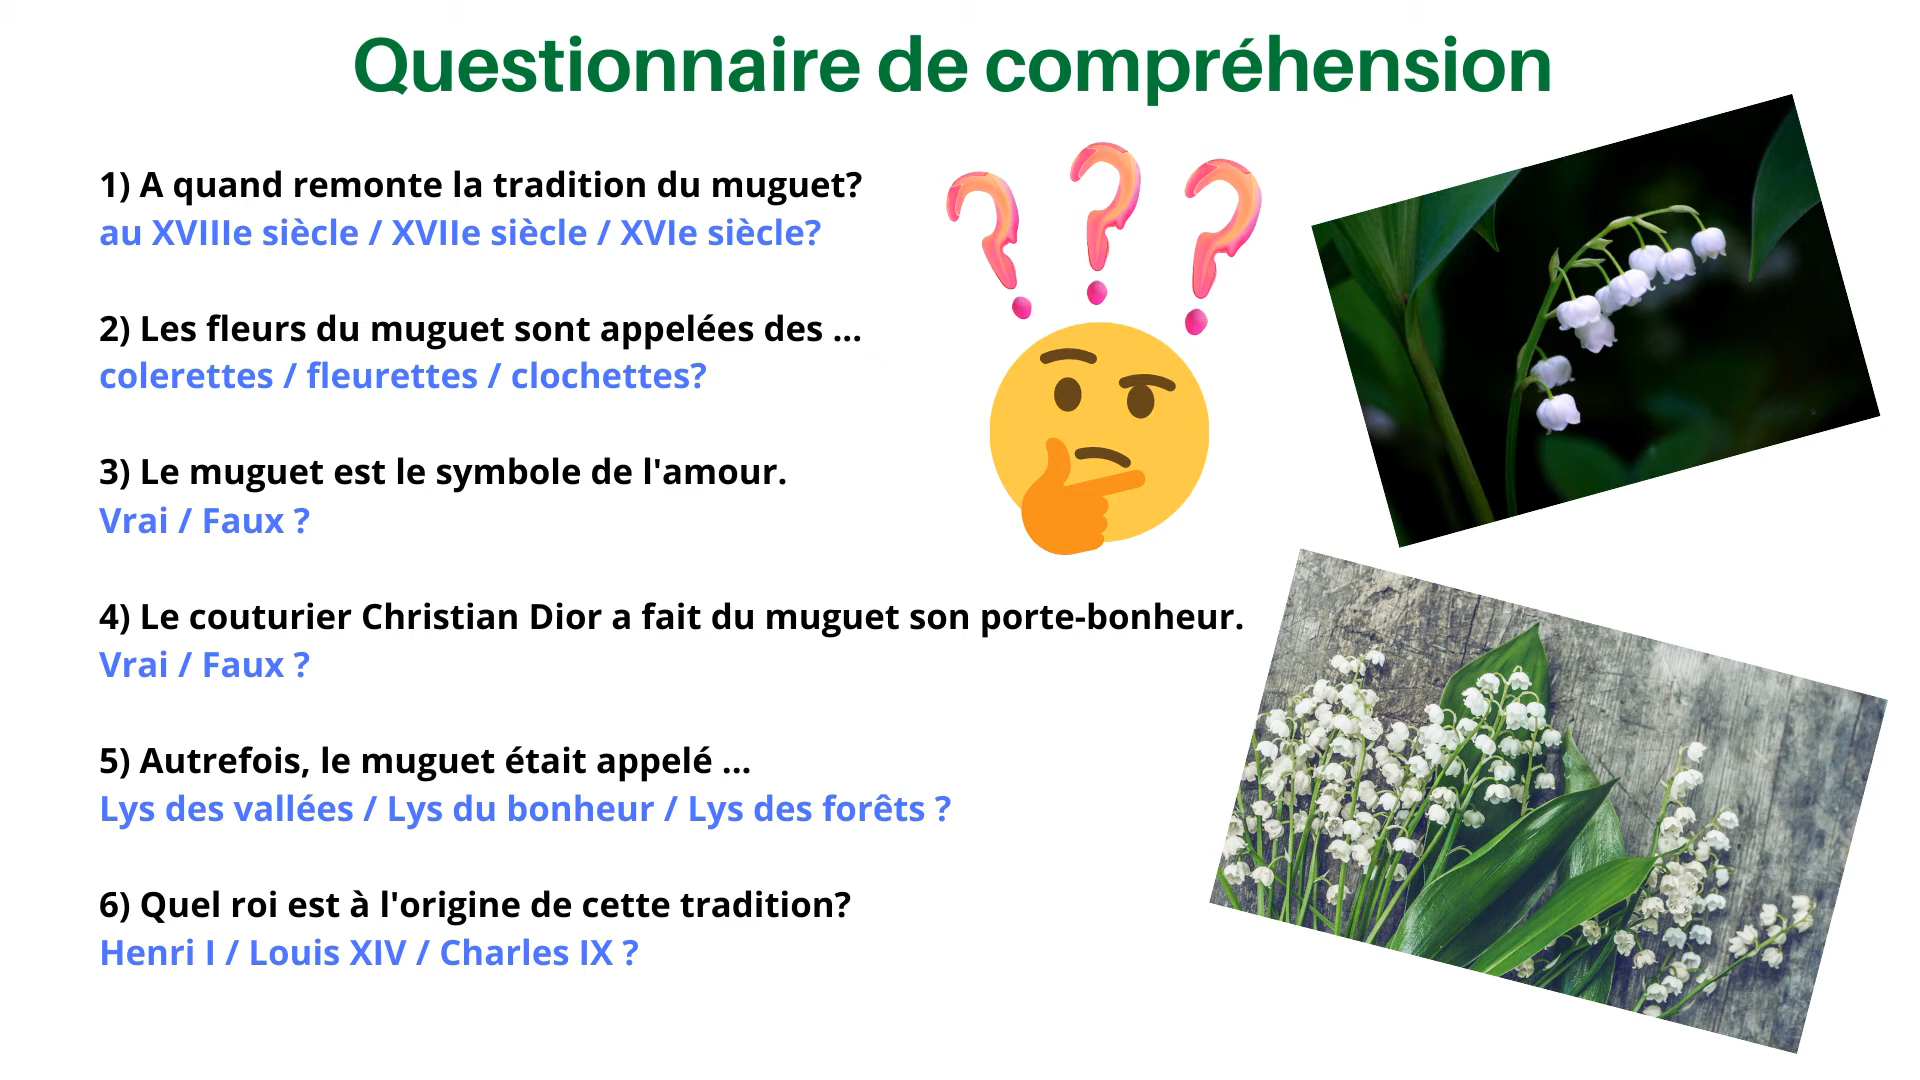 Questionnaire de compréhension
1) A quand remonte la tradition du muguet?
au XVIIIe siècle / XVIIe siècle / XVIe siècle?
2) Les fleurs du muguet sont appelées des ...
colerettes / fleurettes / clochettes?
3) Le muguet est le symbole de l'amour.
Vrai / Faux ?
4) Le couturier Christian Dior a fait du muguet son porte-bonheur.
Vrai / Faux ?
5) Autrefois, le muguet était appelé ...
Lys des vallées / Lys du bonheur / Lys des forêts ?
6) Quel roi est à l'origine de cette tradition?
Henri I / Louis XIV / Charles IX ?